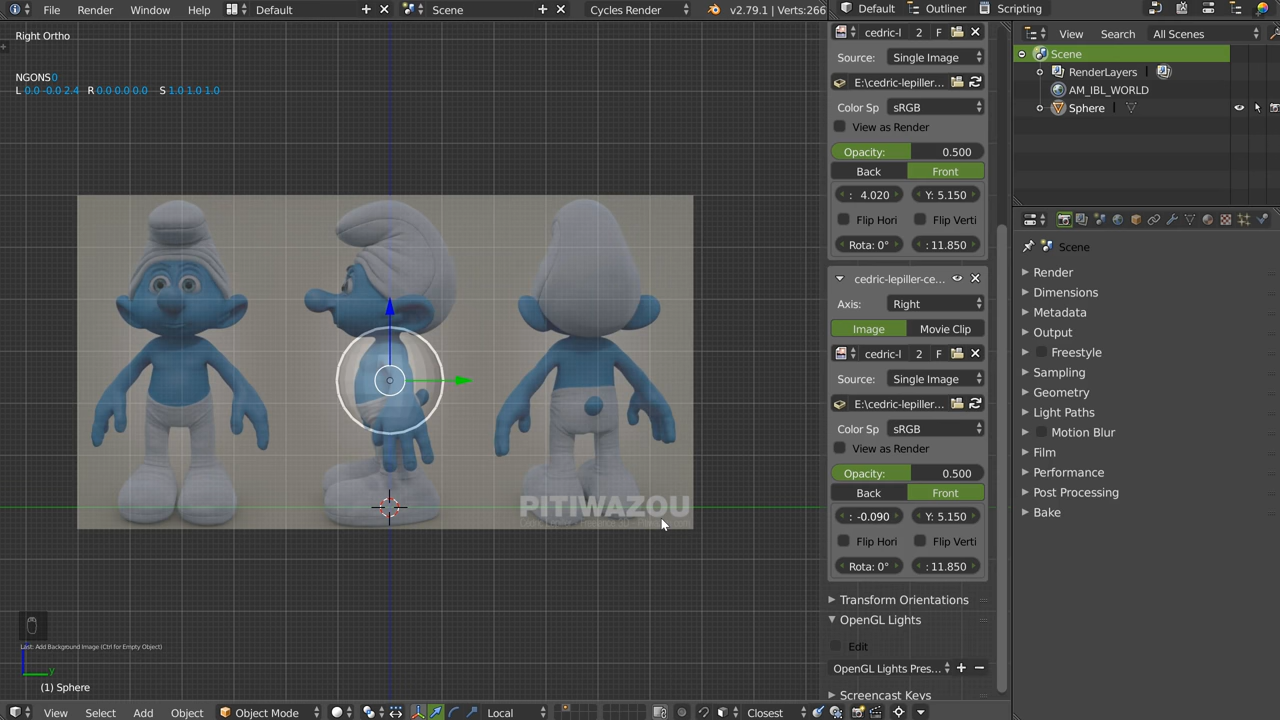 File Render Window Help Default Scene Cycles Render v2.79.1 | Verts:266 Default Outliner Scripting
Right Ortho
NGONS0
L 0.0 -0.0 2.4 R 0.0 0.0 0.0 S 1.0 1.0 1.0
cedric-l 2 F
Source: Single Image
E:\cedric-lepiller...
Color Sp sRGB
View as Render
Opacity: 0.500
Back Front
: 4.020 Y: 5.150
Flip Hori Flip Verti
Rota: 0° : 11.850
cedric-lepiller-ce...
Axis: Right
Image Movie Clip
cedric-l 2 F
Source: Single Image
E:\cedric-lepiller...
Color Sp sRGB
View as Render
Opacity: 0.500
Back Front
: -0.090 Y: 5.150
Flip Hori Flip Verti
Rota: 0° : 11.850
Transform Orientations
OpenGL Lights
Edit
OpenGL Lights Pres...
Screencast Keys
View Search All Scenes
Scene
RenderLayers
AM_IBL_WORLD
Sphere
Scene
Render
Dimensions
Metadata
Output
Freestyle
Sampling
Geometry
Light Paths
Motion Blur
Film
Performance
Post Processing
Bake
PITIWAZOU
Last: Add Background Image (Ctrl for Empty Object)
y
(1) Sphere
View Select Add Object Object Mode Local Closest